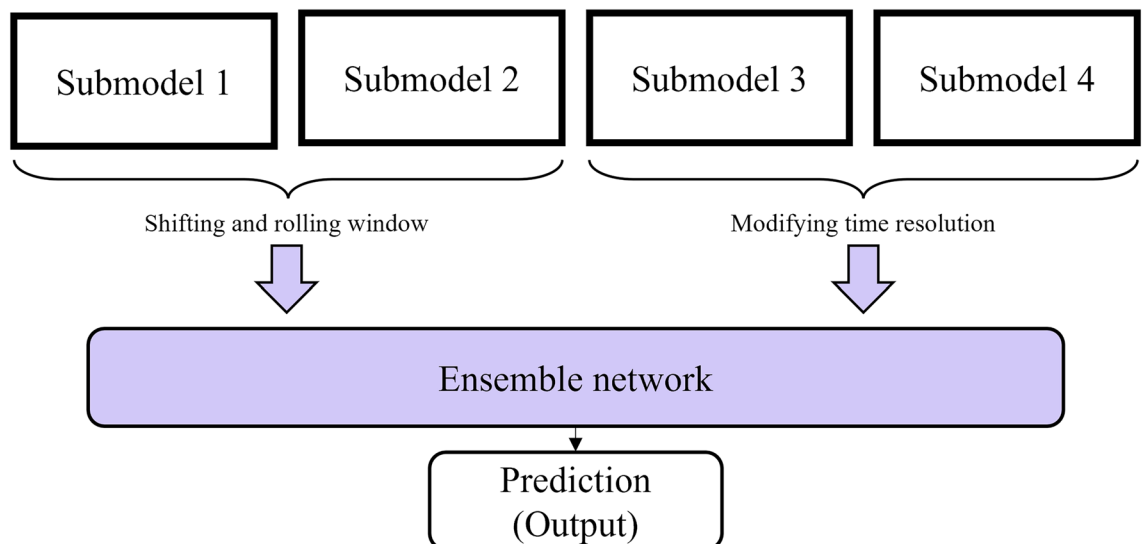 Submodel 1
Submodel 2
Submodel 3
Submodel 4
Shifting and rolling window
Modifying time resolution
Ensemble network
Prediction
(Output)